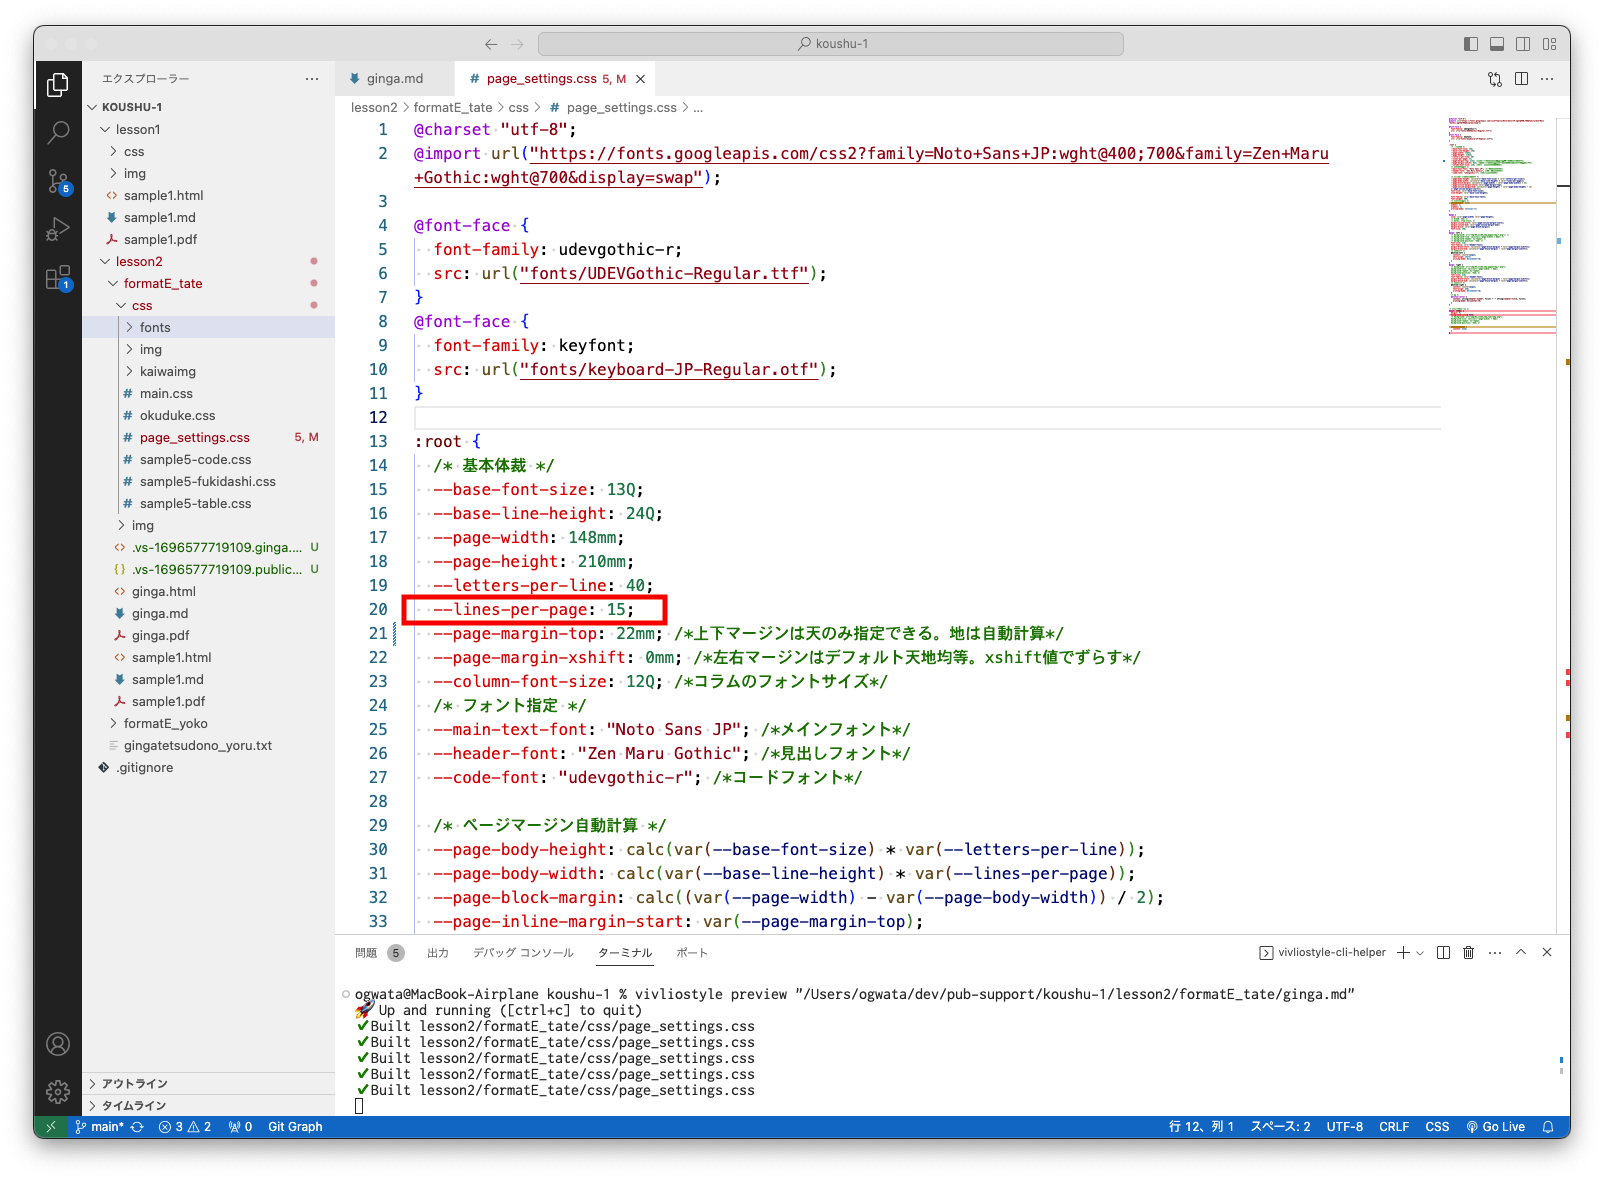 koushu-1
エクスプローラー
KOUSHU-1
lesson1
css
img
sample1.html
sample1.md
sample1.pdf
lesson2
formatE_tate
css
fonts
img
kaiwaimg
main.css
okuduke.css
page_settings.css 5, M
sample5-code.css
sample5-fukidashi.css
sample5-table.css
img
.vs-1696577719109.ginga.... U
.vs-1696577719109.public... U
ginga.html
ginga.md
ginga.pdf
sample1.html
sample1.md
sample1.pdf
formatE_yoko
gingatetsudono_yoru.txt
.gitignore
アウトライン
タイムライン
5
1
ginga.md
page_settings.css 5, M
lesson2 > formatE_tate > css > # page_settings.css > ...
1 @charset "utf-8";
2 @import url("https://fonts.googleapis.com/css2?family=Noto+Sans+JP:wght@400;700&family=Zen+Maru
+Gothic:wght@700&display=swap");
3
4 @font-face {
5 font-family: udevgothic-r;
6 src: url("fonts/UDEVGothic-Regular.ttf");
7 }
8 @font-face {
9 font-family: keyfont;
10 src: url("fonts/keyboard-JP-Regular.otf");
11 }
12
13 :root {
14 /* 基本体裁 */
15 --base-font-size: 13Q;
16 --base-line-height: 24Q;
17 --page-width: 148mm;
18 --page-height: 210mm;
19 --letters-per-line: 40;
20 --lines-per-page: 15;
21 --page-margin-top: 22mm; /*上下マージンは天のみ指定できる。地は自動計算*/
22 --page-margin-xshift: 0mm; /*左右マージンはデフォルト天地均等。xshift値でずらす*/
23 --column-font-size: 12Q; /*コラムのフォントサイズ*/
24 /* フォント指定 */
25 --main-text-font: "Noto Sans JP"; /*メインフォント*/
26 --header-font: "Zen Maru Gothic"; /*見出しフォント*/
27 --code-font: "udevgothic-r"; /*コードフォント*/
28
29 /* ページマージン自動計算 */
30 --page-body-height: calc(var(--base-font-size) * var(--letters-per-line));
31 --page-body-width: calc(var(--base-line-height) * var(--lines-per-page));
32 --page-block-margin: calc((var(--page-width) - var(--page-body-width)) / 2);
33 --page-inline-margin-start: var(--page-margin-top);
問題 5 出力 デバッグ コンソール ターミナル ポート vivliostyle-cli-helper
ogwata@MacBook-Airplane koushu-1 % vivliostyle preview "/Users/ogwata/dev/pub-support/koushu-1/lesson2/formatE_tate/ginga.md"
🚀 Up and running ([ctrl+c] to quit)
✔Built lesson2/formatE_tate/css/page_settings.css
✔Built lesson2/formatE_tate/css/page_settings.css
✔Built lesson2/formatE_tate/css/page_settings.css
✔Built lesson2/formatE_tate/css/page_settings.css
✔Built lesson2/formatE_tate/css/page_settings.css
main* 3 2 0 Git Graph 行 12、列 1 スペース: 2 UTF-8 CRLF CSS Go Live